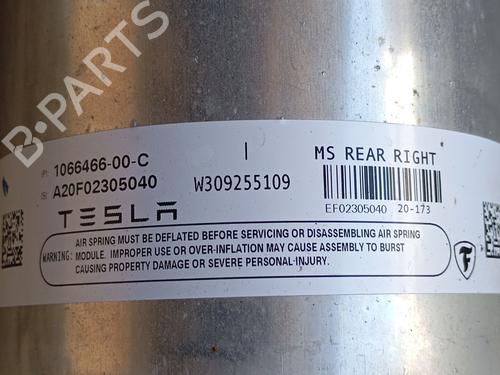 B-PARTS
P: 1066466-00-C
I
MS REAR RIGHT
S: A20F02305040
W309255109
TESLA
EF02305040 20-173
WARNING
AIR SPRING MUST BE DEFLATED BEFORE SERVICING OR DISASSEMBLING AIR SPRING
MODULE. IMPROPER USE OR OVER-INFLATION MAY CAUSE ASSEMBLY TO BURST
CAUSING PROPERTY DAMAGE OR SEVERE PERSONAL-INJURY.
F